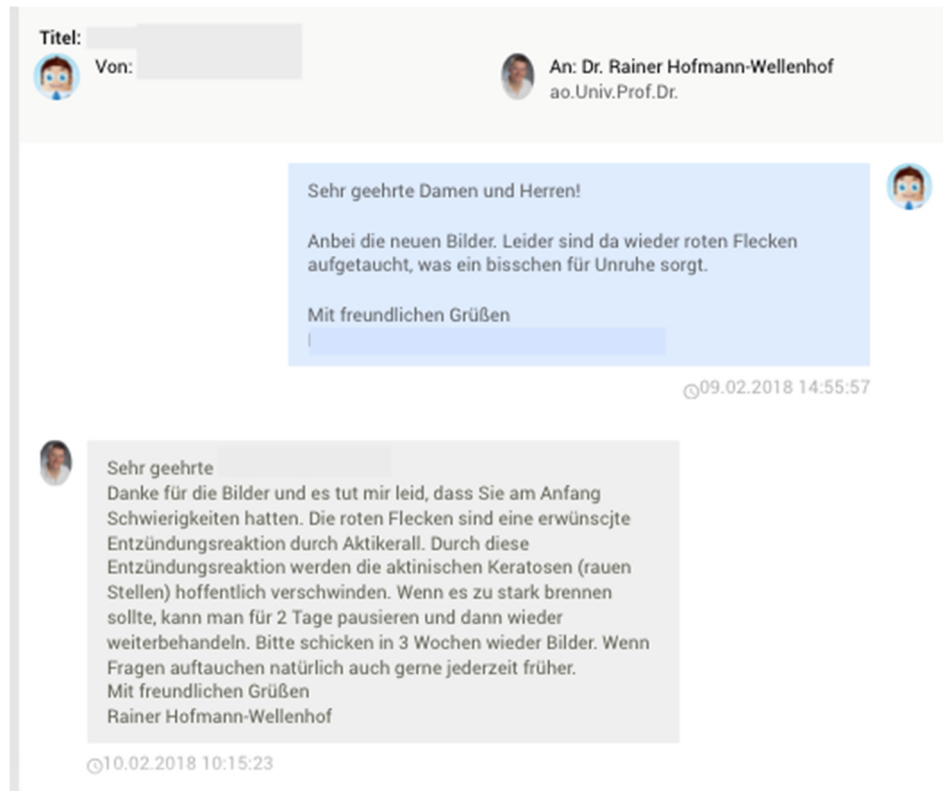 Titel:
Von:
An: Dr. Rainer Hofmann-Wellenhof
ao.Univ.Prof.Dr.
Sehr geehrte Damen und Herren!
Anbei die neuen Bilder. Leider sind da wieder roten Flecken
aufgetaucht, was ein bisschen für Unruhe sorgt.
Mit freundlichen Grüßen
09.02.2018 14:55:57
Sehr geehrte
Danke für die Bilder und es tut mir leid, dass Sie am Anfang
Schwierigkeiten hatten. Die roten Flecken sind eine erwünscjte
Entzündungsreaktion durch Aktikerall. Durch diese
Entzündungsreaktion werden die aktinischen Keratosen (rauen
Stellen) hoffentlich verschwinden. Wenn es zu stark brennen
sollte, kann man für 2 Tage pausieren und dann wieder
weiterbehandeln. Bitte schicken in 3 Wochen wieder Bilder. Wenn
Fragen auftauchen natürlich auch gerne jederzeit früher.
Mit freundlichen Grüßen
Rainer Hofmann-Wellenhof
10.02.2018 10:15:23